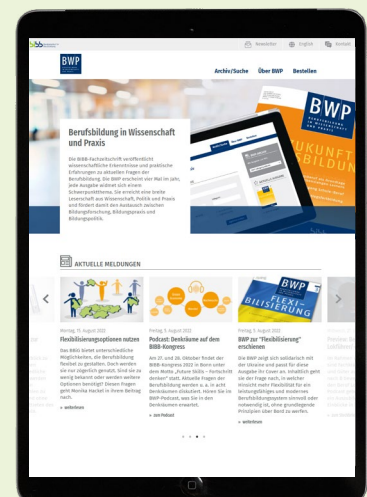 bibb
Newsletter English Kontakt
BWP
Archiv/Suche Über BWP Bestellen
Berufsbildung in Wissenschaft
und Praxis
Die BIBB-Fachzeitschrift veröffentlicht
wissenschaftliche Erkenntnisse und praktische
Erfahrungen zu aktuellen Fragen der
Berufsbildung. Die BWP erscheint vier Mal im Jahr,
jede Ausgabe widmet sich einem
Schwerpunktthema. Sie erreicht eine breite
Leserschaft aus Wissenschaft, Politik und Praxis
und fördert damit den Austausch zwischen
Bildungsforschung, Bildungspraxis und
Bildungspolitik.
BWP
BERUFSBILDUNG
IN WISSENSCHAFT
UND PRAXIS
UKUNFT
SBILDUN
AKTUELLE MELDUNGEN
BWP
FLEXI-
BILISIERUNG
Montag, 15. August 2022
Flexibilisierungsoptionen nutzen
Das BBiG bietet unterschiedliche
Möglichkeiten, die Berufsbildung
flexibel zu gestalten. Doch werden
sie nur zögerlich genutzt. Sind sie zu
wenig bekannt oder werden weitere
Optionen benötigt? Diesen Fragen
geht Monika Hackel in ihrem Beitrag
nach.
» weiterlesen
Freitag, 5. August 2022
Podcast: Denkräume auf dem
BIBB-Kongress
Am 27. und 28. Oktober findet der
BIBB-Kongress 2022 in Bonn unter
dem Motto „Future Skills – Fortschritt
denken" statt. Aktuelle Fragen der
Berufsbildung werden u. a. in acht
Denkräumen diskutiert. Hören Sie im
BWP-Podcast, was Sie in den
Denkräumen erwartet.
» zum Podcast
Freitag, 5. August 2022
BWP zur "Flexibilisierung"
erschienen
Die BWP zeigt sich solidarisch mit
der Ukraine und passt für diese
Ausgabe ihr Cover an. Inhaltlich geht
sie der Frage nach, in welcher
Hinsicht mehr Flexibilität für ein
leistungsfähiges und modernes
Berufsbildungssystem sinnvoll oder
notwendig ist, ohne grundlegende
Prinzipien über Bord zu werfen.
» weiterlesen